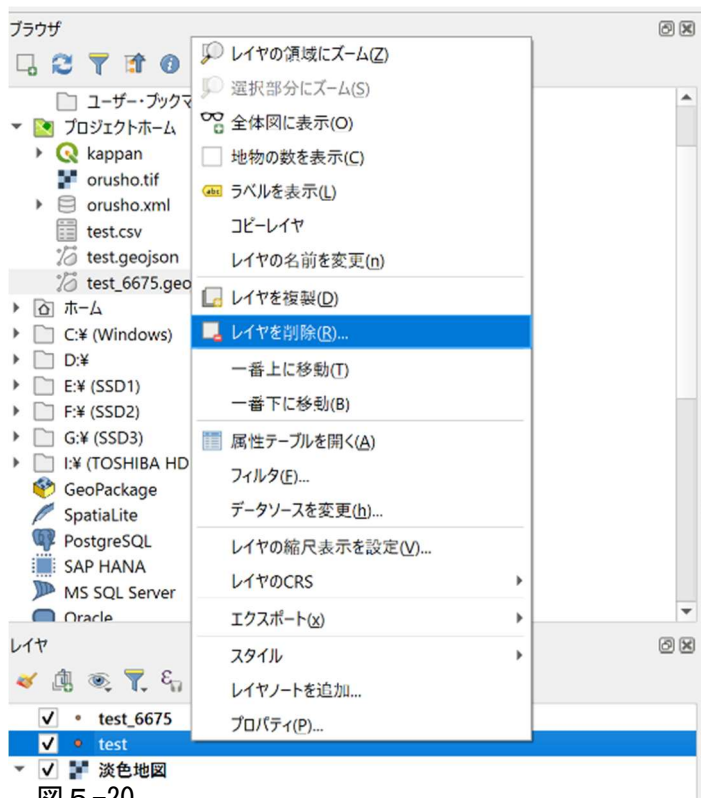 ブラウザ
ユーザー・ブックマ
プロジェクトホーム
kappan
orusho.tif
orusho.xml
test.csv
test.geojson
test_6675.geo
ホーム
C:¥ (Windows)
D:¥
E:¥ (SSD1)
F:¥ (SSD2)
G:¥ (SSD3)
I:¥ (TOSHIBA HD
GeoPackage
SpatiaLite
PostgreSQL
SAP HANA
MS SQL Server
Oracle
レイヤの領域にズーム(Z)
選択部分にズーム(S)
全体図に表示(O)
地物の数を表示(C)
abc ラベルを表示(L)
コピーレイヤ
レイヤの名前を変更(n)
レイヤを複製(D)
レイヤを削除(R)...
一番上に移動(T)
一番下に移動(B)
属性テーブルを開く(A)
フィルタ(F)...
データソースを変更(h)...
レイヤの縮尺表示を設定(V)...
レイヤのCRS
エクスポート(x)
スタイル
レイヤノートを追加...
プロパティ(P)...
レイヤ
test_6675
test
淡色地図
図５-20